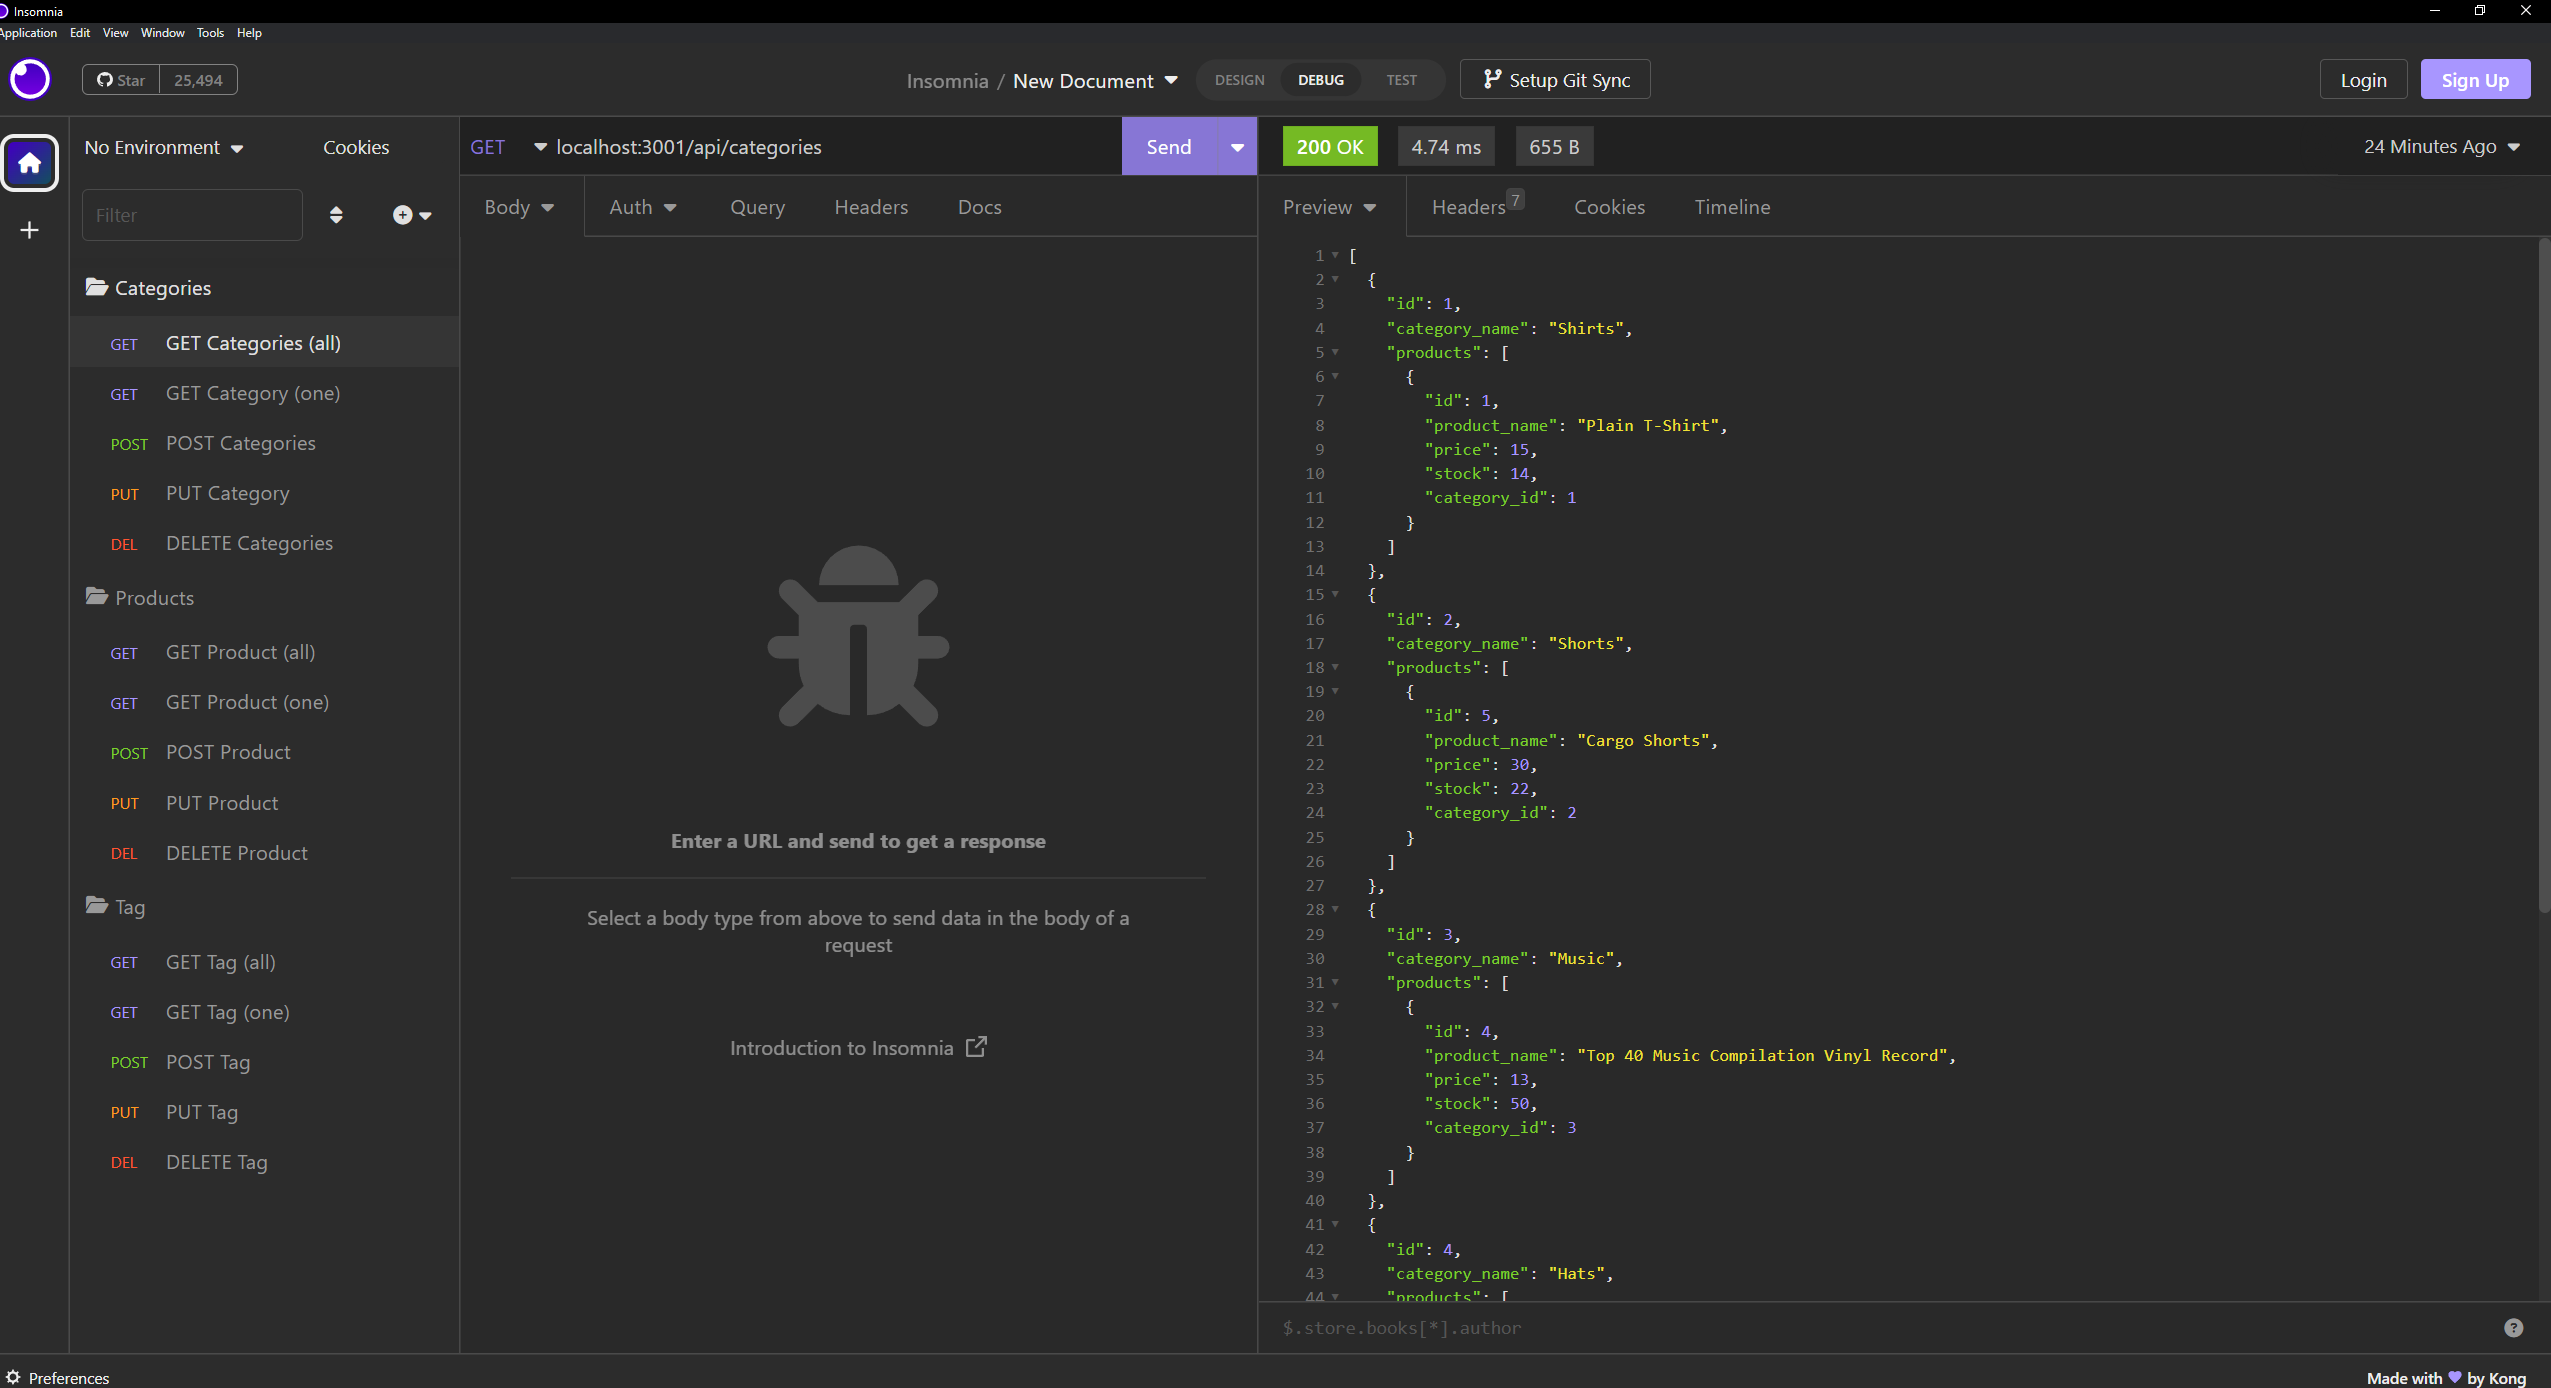 Insomnia
Application Edit View Window Tools Help
Star 25,494
Insomnia / New Document
DESIGN DEBUG TEST
Setup Git Sync
Login
Sign Up
No Environment
Cookies
Filter
Categories
GET GET Categories (all)
GET GET Category (one)
POST POST Categories
PUT PUT Category
DEL DELETE Categories
Products
GET GET Product (all)
GET GET Product (one)
POST POST Product
PUT PUT Product
DEL DELETE Product
Tag
GET GET Tag (all)
GET GET Tag (one)
POST POST Tag
PUT PUT Tag
DEL DELETE Tag
GET localhost:3001/api/categories
Send
Body Auth Query Headers Docs
Enter a URL and send to get a response
Select a body type from above to send data in the body of a
request
Introduction to Insomnia
200 OK 4.74 ms 655 B
24 Minutes Ago
Preview Headers 7 Cookies Timeline
1 [
2 {
3 "id": 1,
4 "category_name": "Shirts",
5 "products": [
6 {
7 "id": 1,
8 "product_name": "Plain T-Shirt",
9 "price": 15,
10 "stock": 14,
11 "category_id": 1
12 }
13 ]
14 },
15 {
16 "id": 2,
17 "category_name": "Shorts",
18 "products": [
19 {
20 "id": 5,
21 "product_name": "Cargo Shorts",
22 "price": 30,
23 "stock": 22,
24 "category_id": 2
25 }
26 ]
27 },
28 {
29 "id": 3,
30 "category_name": "Music",
31 "products": [
32 {
33 "id": 4,
34 "product_name": "Top 40 Music Compilation Vinyl Record",
35 "price": 13,
36 "stock": 50,
37 "category_id": 3
38 }
39 ]
40 },
41 {
42 "id": 4,
43 "category_name": "Hats",
44 "products": [
$.store.books[*].author
Preferences
Made with 💜 by Kong